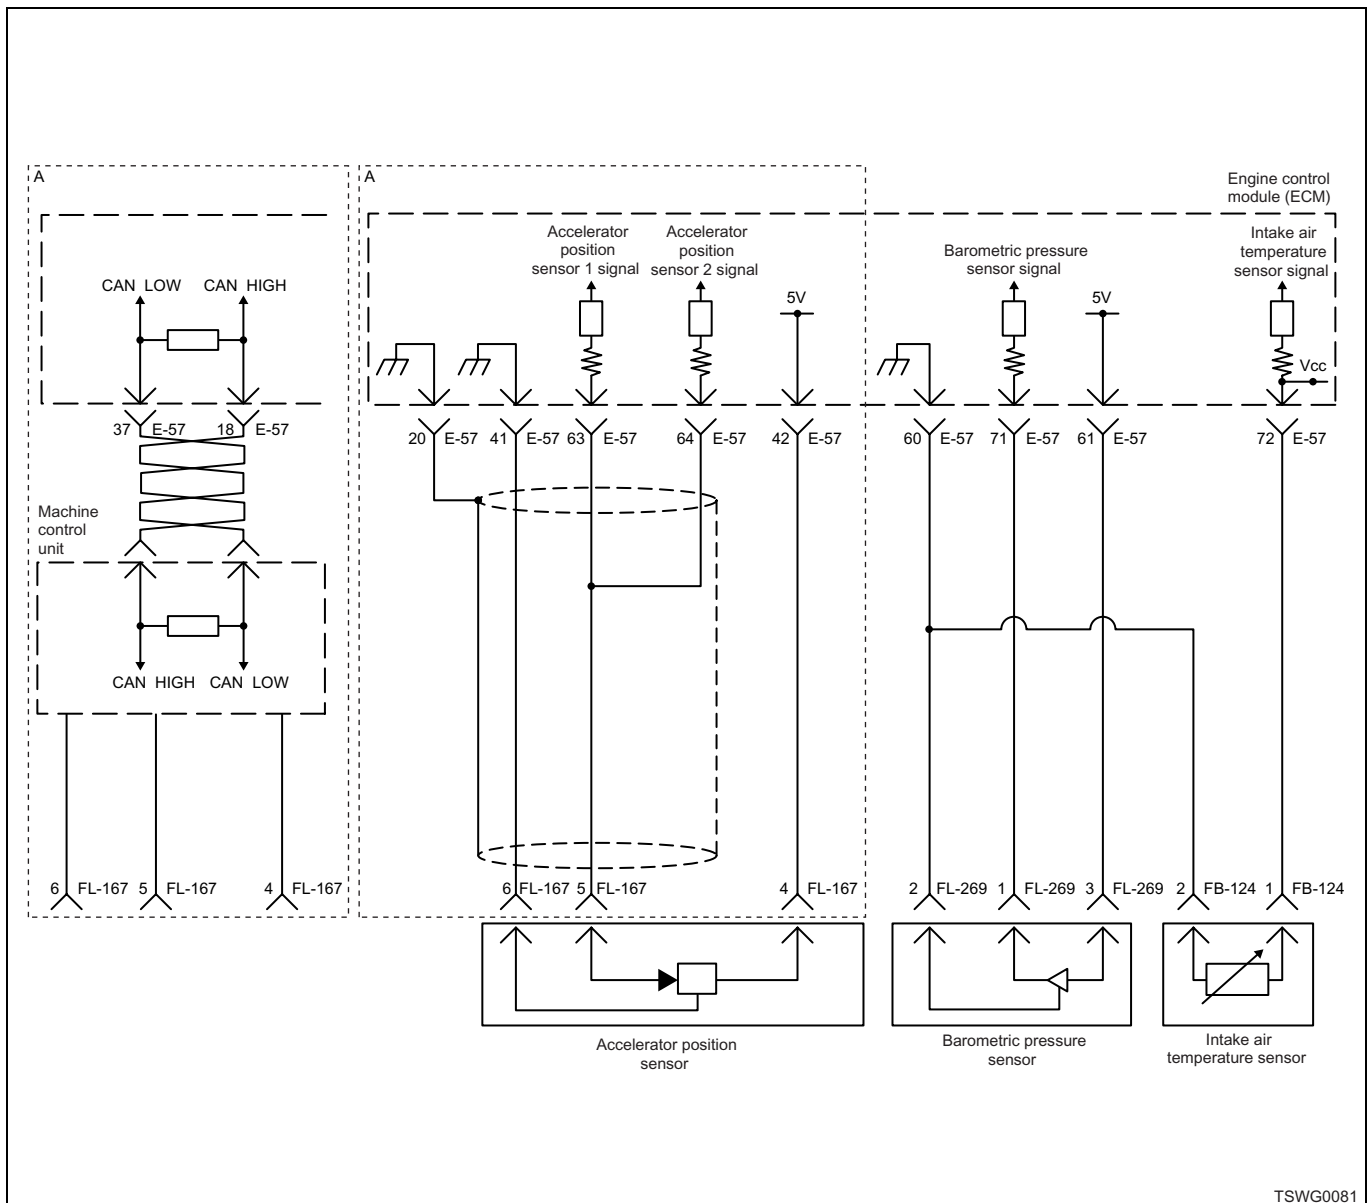 A
A
Engine control
module (ECM)
Accelerator
position
sensor 1 signal
Accelerator
position
sensor 2 signal
Barometric pressure
sensor signal
Intake air
temperature
sensor signal
CAN LOW CAN HIGH
5V
5V
Vcc
37 E-57 18 E-57
20 E-57 41 E-57 63 E-57 64 E-57 42 E-57 60 E-57 71 E-57 61 E-57 72 E-57
Machine
control
unit
CAN HIGH CAN LOW
6 FL-167 5 FL-167 4 FL-167
6 FL-167 5 FL-167 4 FL-167
2 FL-269 1 FL-269 3 FL-269 2 FB-124 1 FB-124
Accelerator position
sensor
Barometric pressure
sensor
Intake air
temperature sensor
TSWG0081